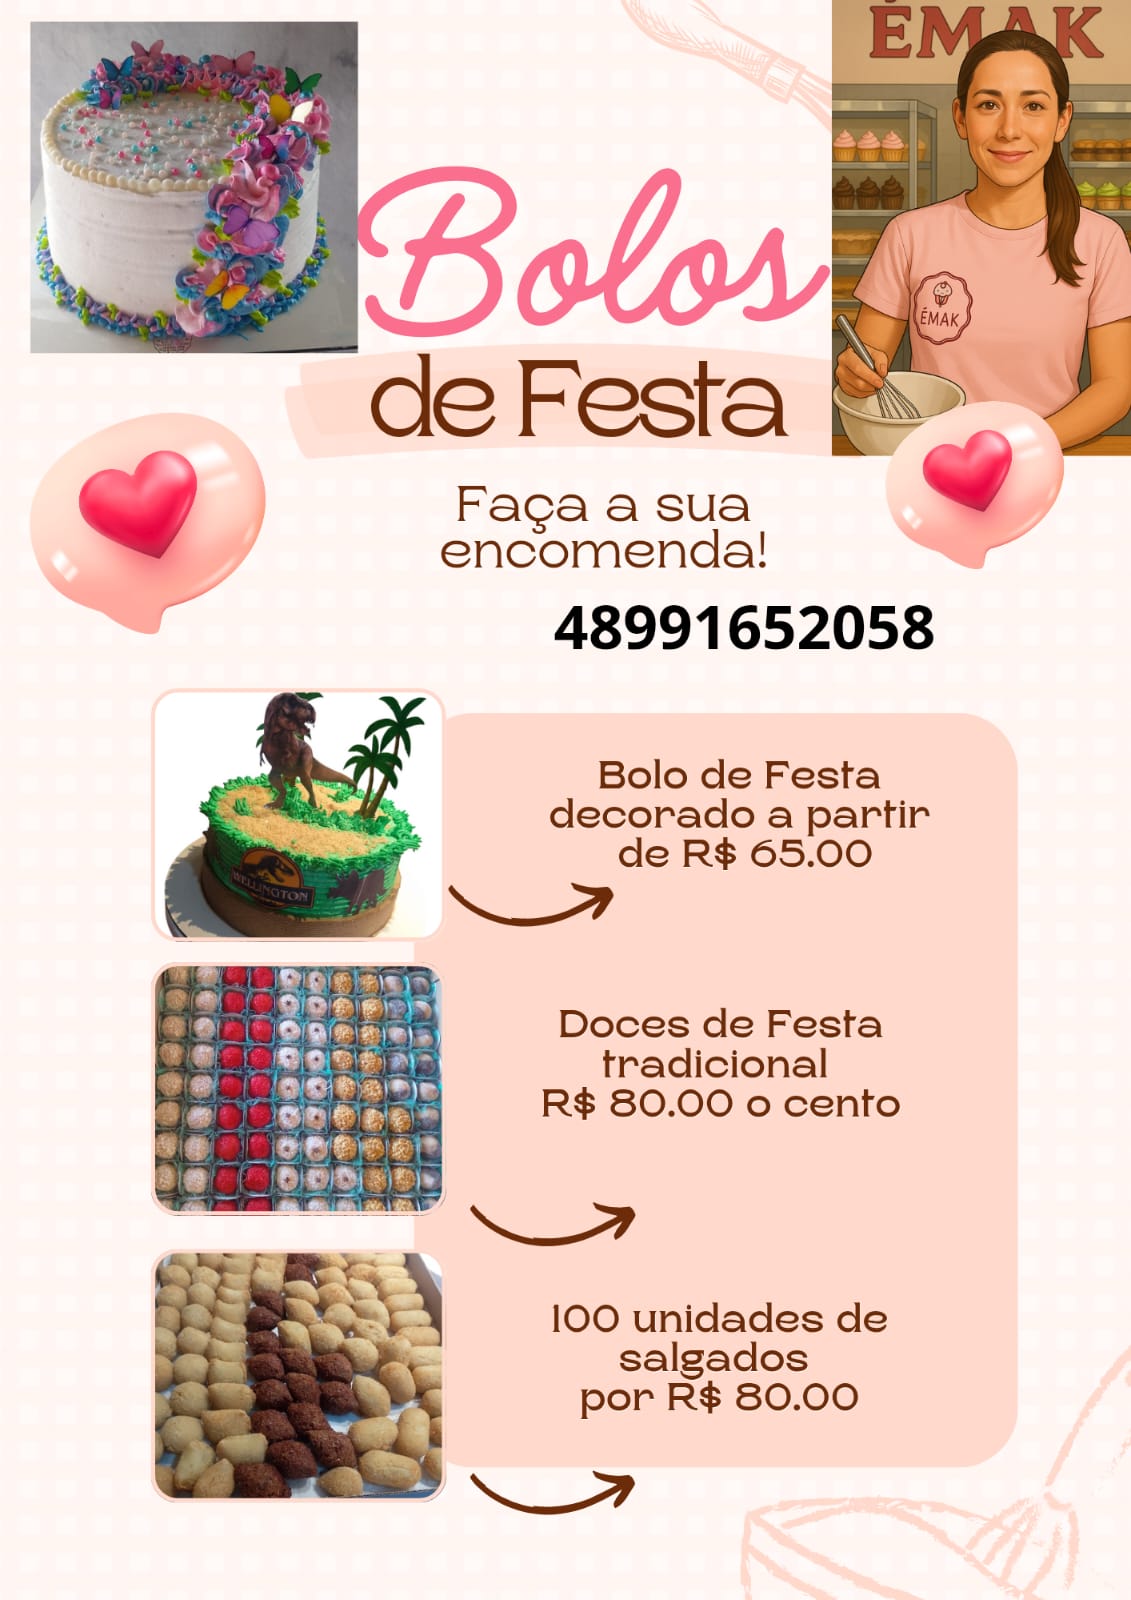 ÉMAK
ÉMAK
Bolos
de Festa
Faça a sua
encomenda!
48991652058
WELLINGTON
Bolo de Festa
decorado a partir
de R$ 65.00
Doces de Festa
tradicional
R$ 80.00 o cento
100 unidades de
salgados
por R$ 80.00